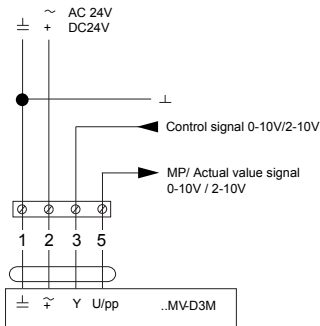 ~ AC 24V
⊥ + DC24V
⊥
Control signal 0-10V/2-10V
MP/ Actual value signal
0-10V / 2-10V
1 2 3 5
⊥ ~+ Y U/pp ..MV-D3M